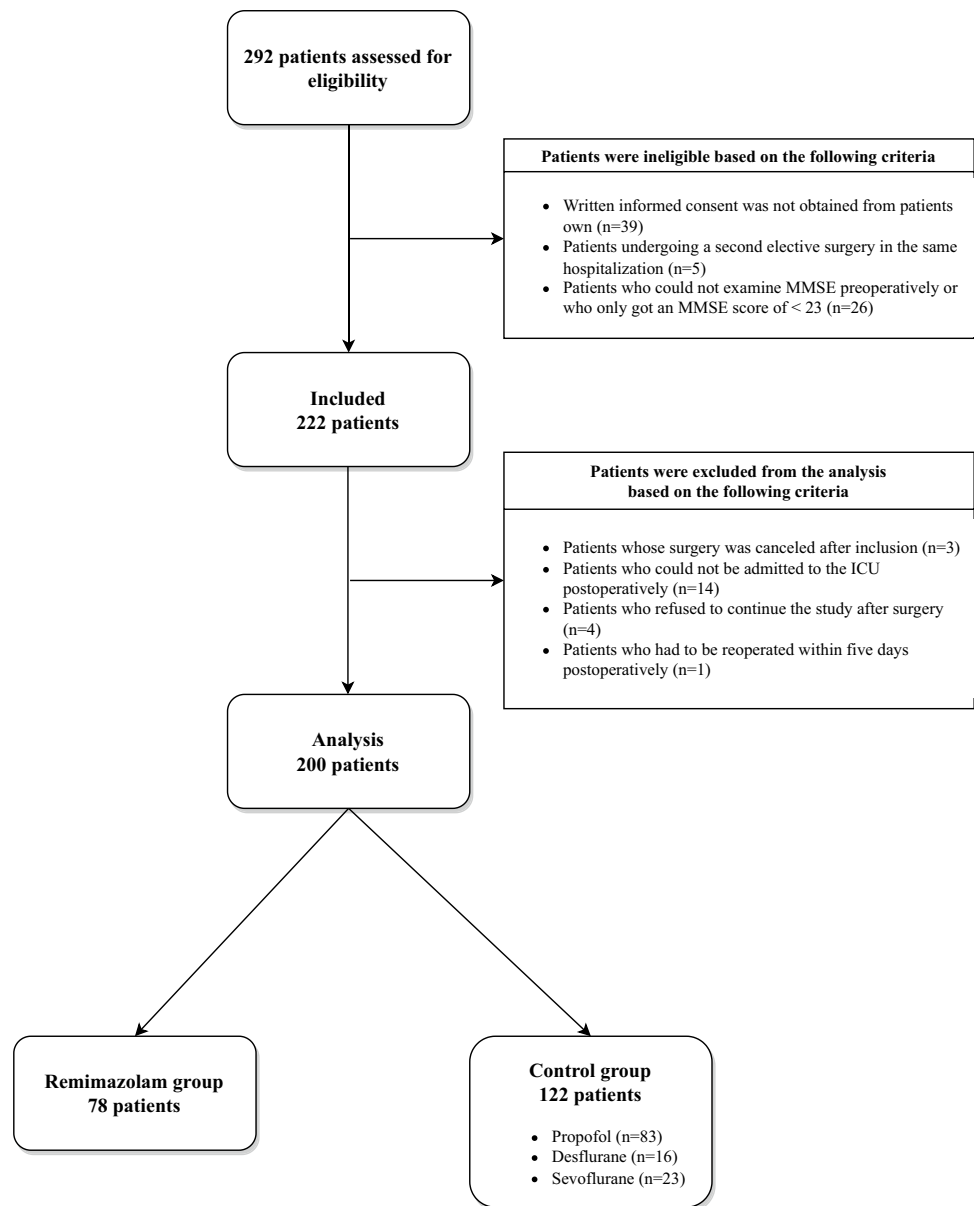 292 patients assessed for
eligibility
Patients were ineligible based on the following criteria
• Written informed consent was not obtained from patients
own (n=39)
• Patients undergoing a second elective surgery in the same
hospitalization (n=5)
• Patients who could not examine MMSE preoperatively or
who only got an MMSE score of < 23 (n=26)
Included
222 patients
Patients were excluded from the analysis
based on the following criteria
• Patients whose surgery was canceled after inclusion (n=3)
• Patients who could not be admitted to the ICU
postoperatively (n=14)
• Patients who refused to continue the study after surgery
(n=4)
• Patients who had to be reoperated within five days
postoperatively (n=1)
Analysis
200 patients
Remimazolam group
78 patients
Control group
122 patients
• Propofol (n=83)
• Desflurane (n=16)
• Sevoflurane (n=23)